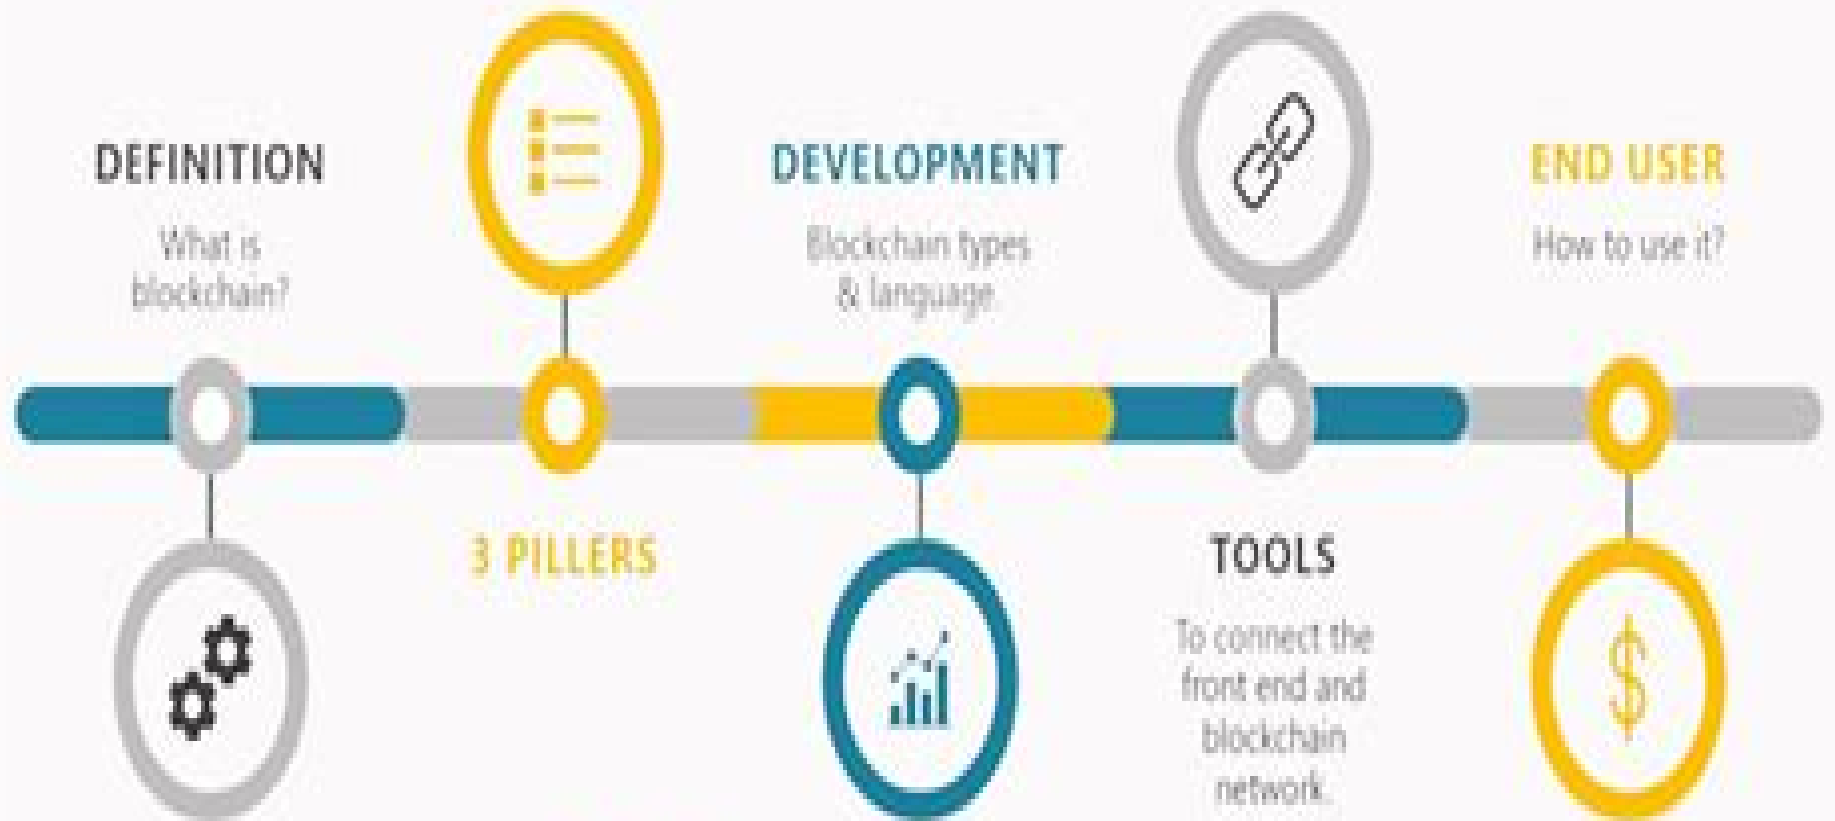 DEFINITION
What is
blockchain?
3 PILLERS
DEVELOPMENT
Blockchain types
& language.
TOOLS
To connect the
front end and
blockchain
network.
END USER
How to use it?